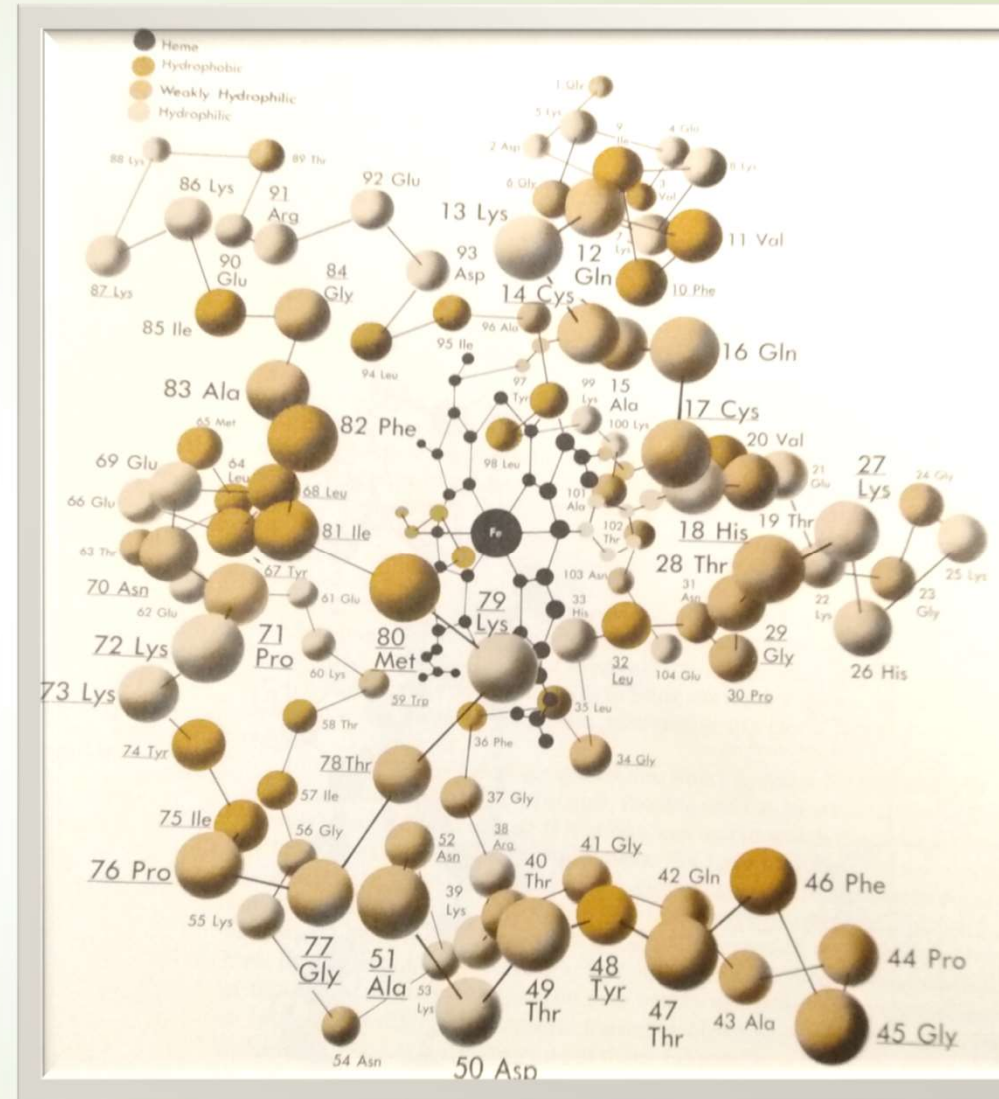 Heme
Hydrophobic
Weakly Hydrophilic
Hydrophilic
1 Gly
5 Lys
9 Ile
4 Glu
2 Asp
8 Lys
6 Gly
3 Val
7 Lys
88 Lys
89 Thr
86 Lys
91 Arg
92 Glu
13 Lys
12 Gln
11 Val
90 Glu
93 Asp
10 Phe
87 Lys
84 Gly
14 Cys
85 Ile
96 Ala
95 Ile
94 Leu
16 Gln
83 Ala
97 Tyr
99 Lys
15 Ala
100 Lys
17 Cys
65 Met
82 Phe
20 Val
69 Glu
64 Leu
98 Leu
21 Glu
27 Lys
24 Gly
66 Glu
68 Leu
101 Ala
81 Ile
Fe
102 Thr
18 His
19 Thr
63 Thr
67 Tyr
28 Thr
25 Lys
70 Asn
62 Glu
61 Glu
103 Asn
31 Asn
22 Lys
23 Gly
79 Lys
33 His
72 Lys
71 Pro
80 Met
29 Gly
26 His
60 Lys
32 Leu
104 Glu
73 Lys
59 Trp
30 Pro
58 Thr
35 Leu
74 Tyr
36 Phe
78 Thr
34 Gly
57 Ile
37 Gly
75 Ile
56 Gly
52 Asn
38 Arg
41 Gly
76 Pro
40 Thr
42 Gln
46 Phe
39 Lys
55 Lys
77 Gly
51 Ala
48 Tyr
44 Pro
53 Lys
49 Thr
47 Thr
43 Ala
45 Gly
54 Asn
50 Asp